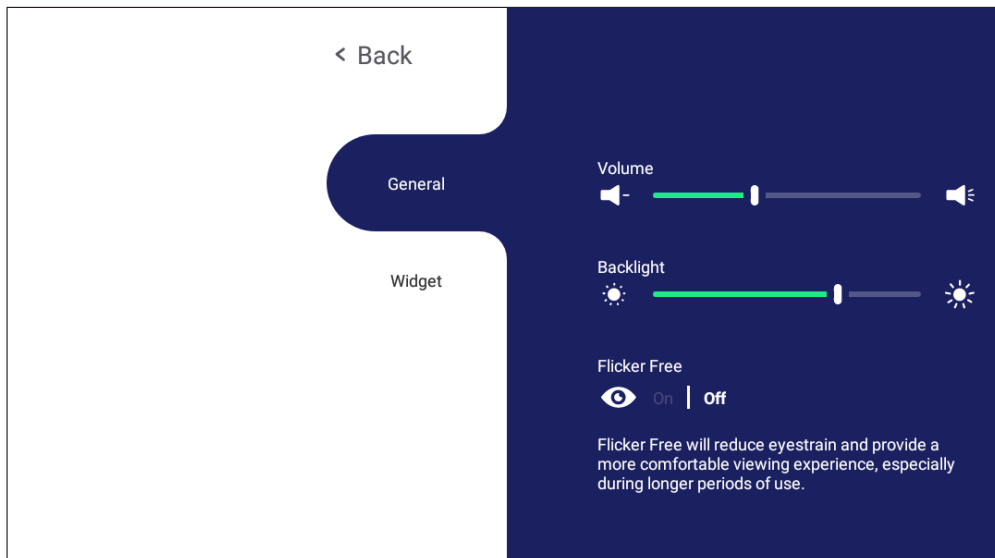 Back
General
Widget
Volume
Backlight
Flicker Free
On | Off
Flicker Free will reduce eyestrain and provide a
more comfortable viewing experience, especially
during longer periods of use.